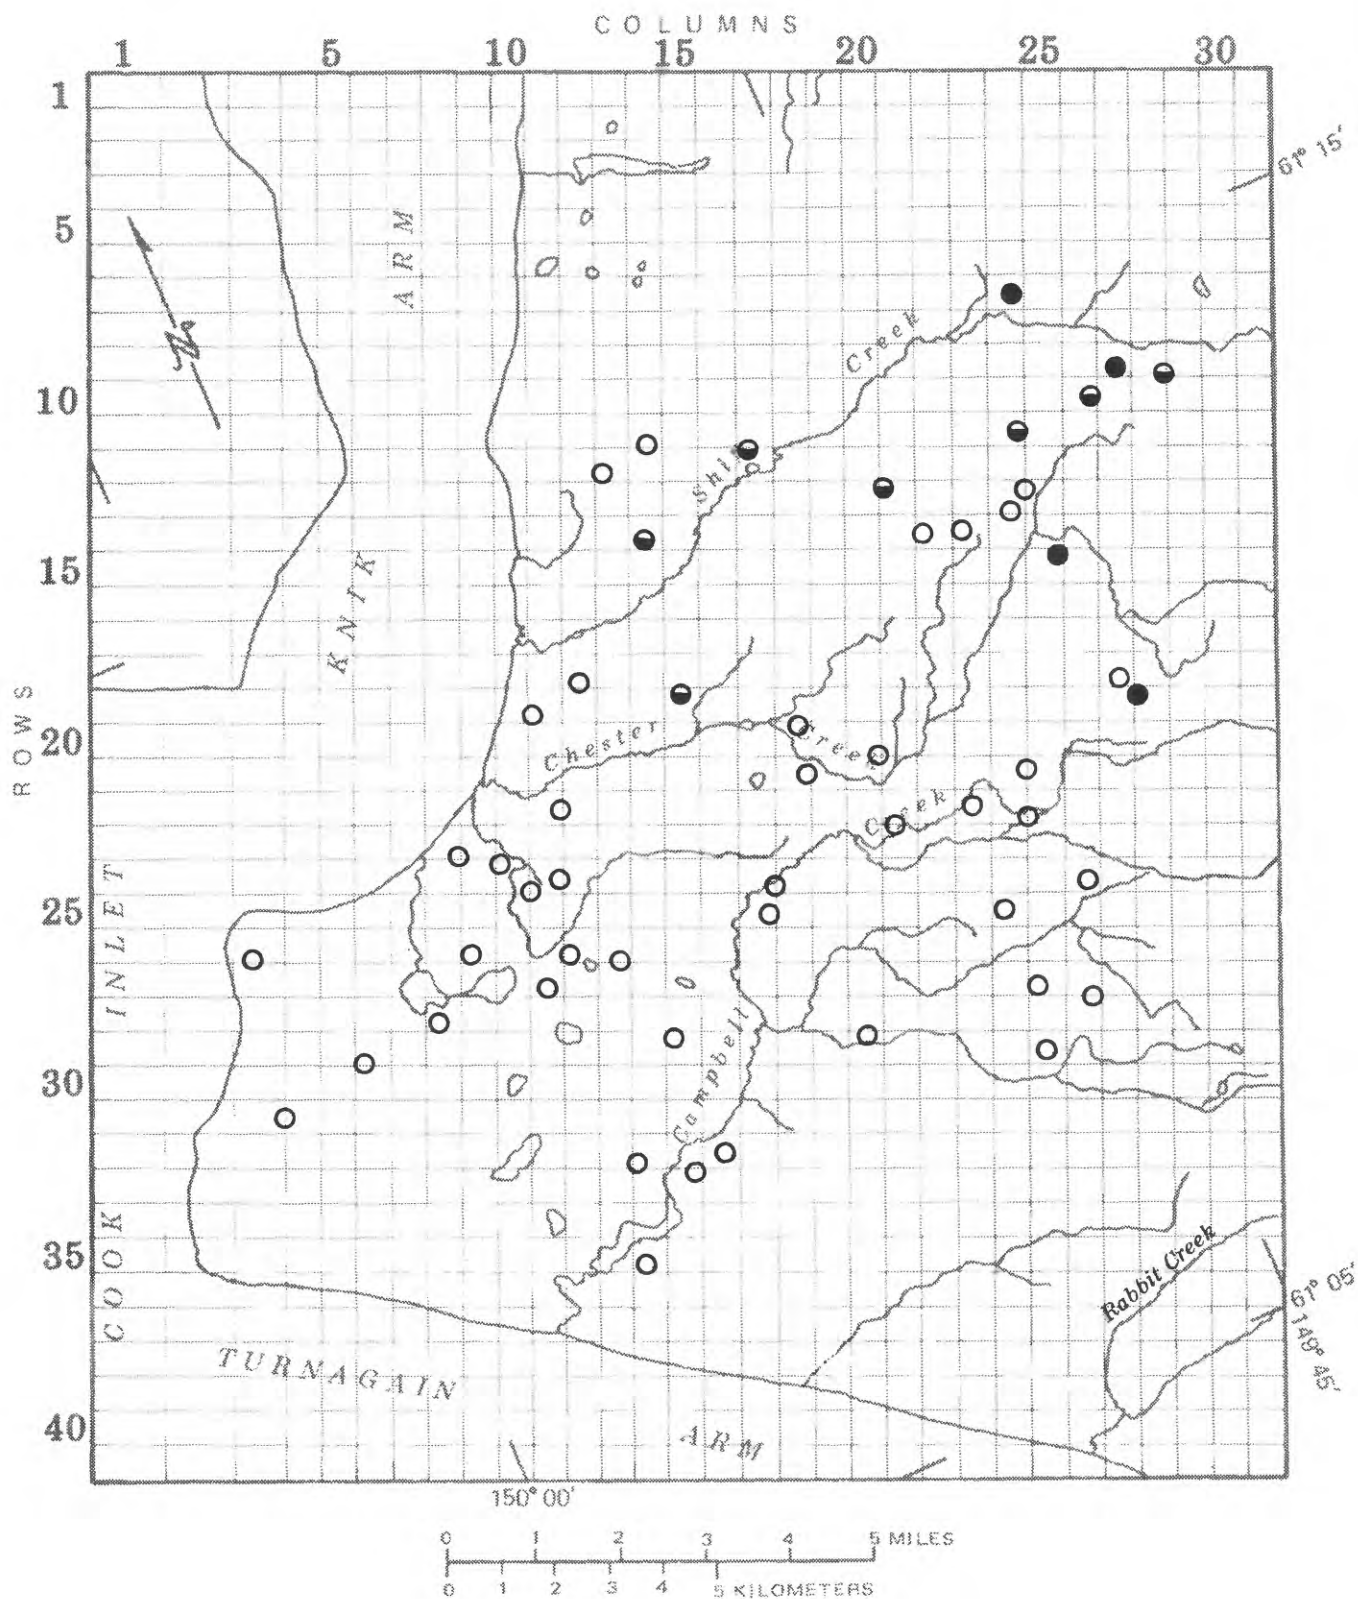 COLUMNS
1 5 10 15 20 25 30
1
5
10
15
20
25
30
35
40
ROWS
61° 15'
KNIK ARM
N
Ship Creek
Chester Creek
Campbell Creek
COOK INLET
Rabbit Creek
61° 05'
149° 45'
TURNAGAIN ARM
150° 00'
0 1 2 3 4 5 MILES
0 1 2 3 4 5 KILOMETERS